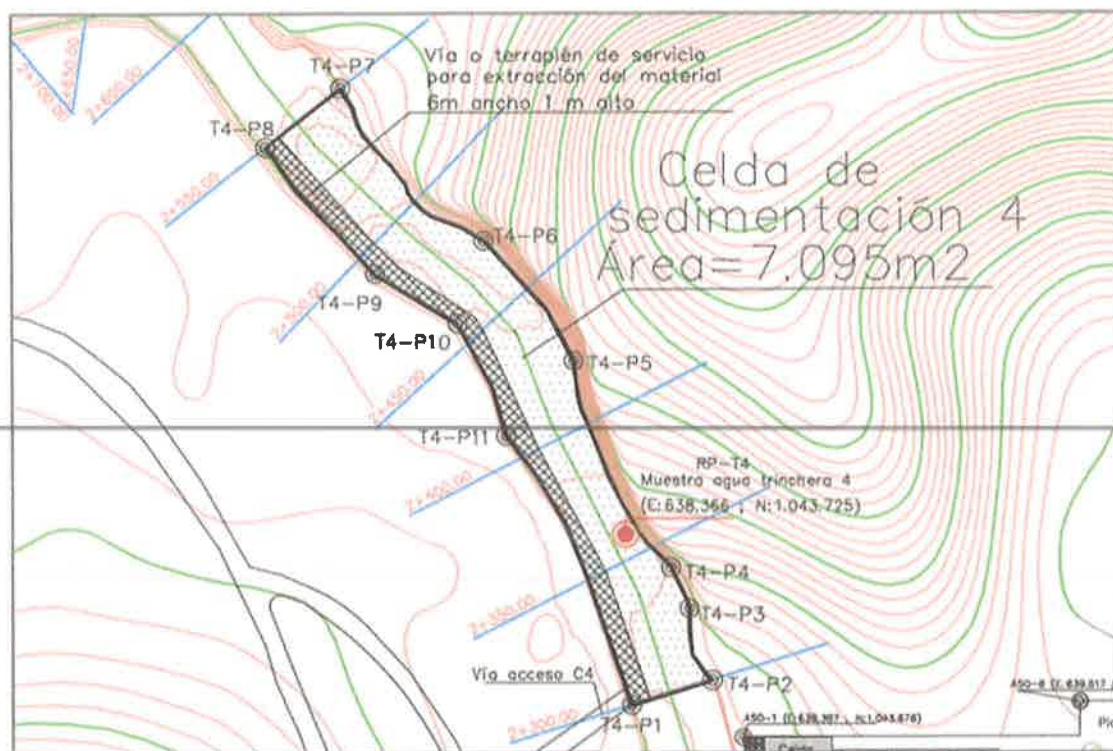 2+700.00
2+650.00
2+600.00
T4-P7
Vía o terraplén de servicio
para extracción del material
6m ancho 1 m alto
T4-P8
2+550.00
Celda de
sedimentación 4
Área=7.095m2
T4-P6
T4-P9
2+500.00
T4-P10
T4-P5
2+450.00
T4-P11
RP-T4
Muestra agua trinchera 4
(E:638.366 ; N:1.043.725)
2+400.00
T4-P4
T4-P3
2+350.00
Vía acceso C4
T4-P2
T4-P1
2+300.00
Celda